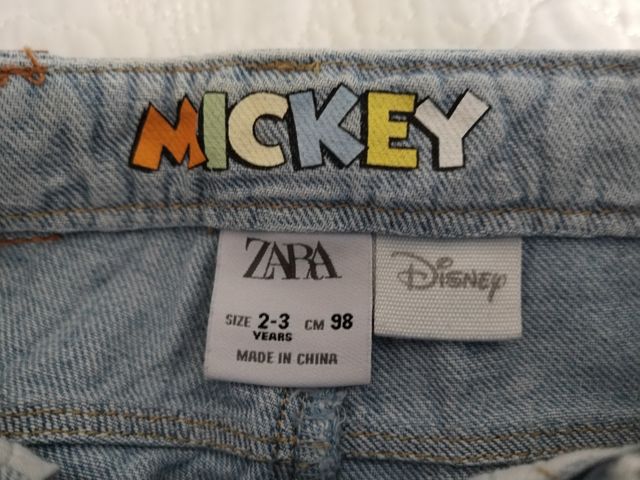 MICKEY
ZARA
SIZE 2-3 CM 98
YEARS
MADE IN CHINA
Disney